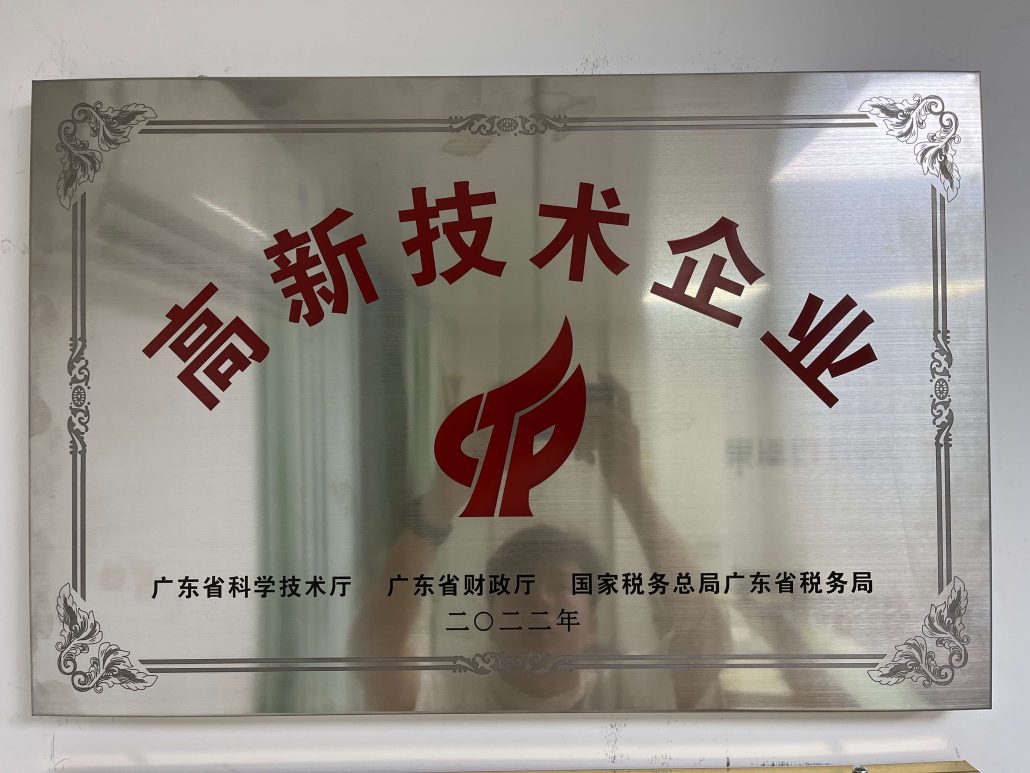 高新技术企业
广东省科学技术厅 广东省财政厅 国家税务总局广东省税务局
二〇二二年